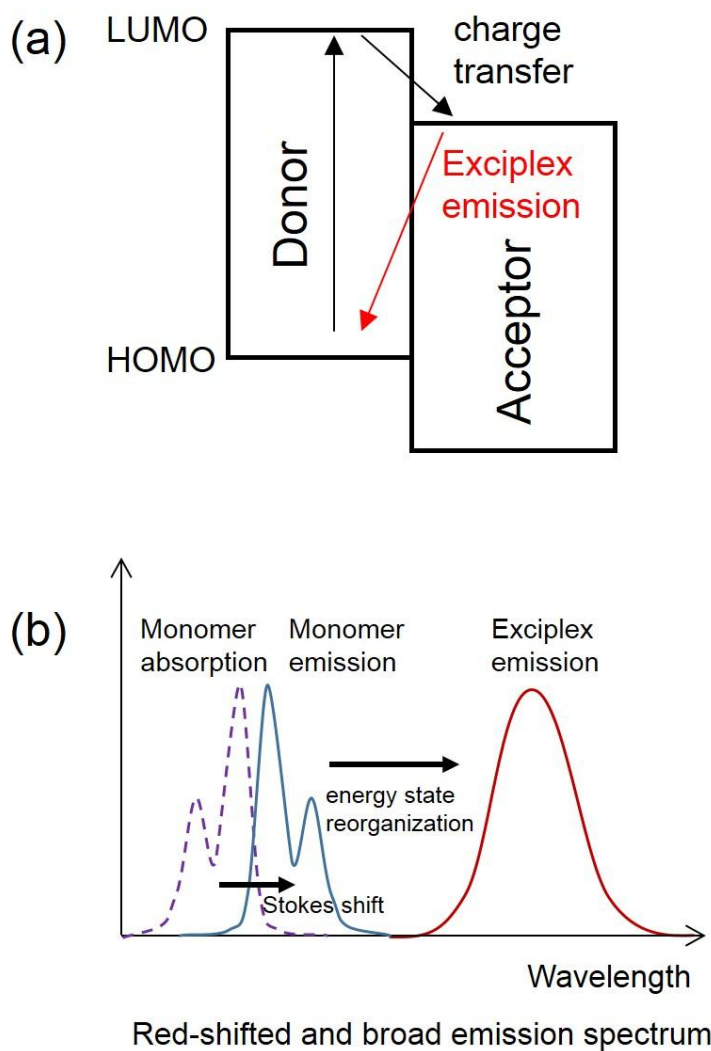 (a)
LUMO
charge
transfer
Donor
Exciplex
emission
Acceptor
HOMO
(b)
Monomer
absorption
Monomer
emission
Exciplex
emission
energy state
reorganization
Stokes shift
Wavelength
Red-shifted and broad emission spectrum